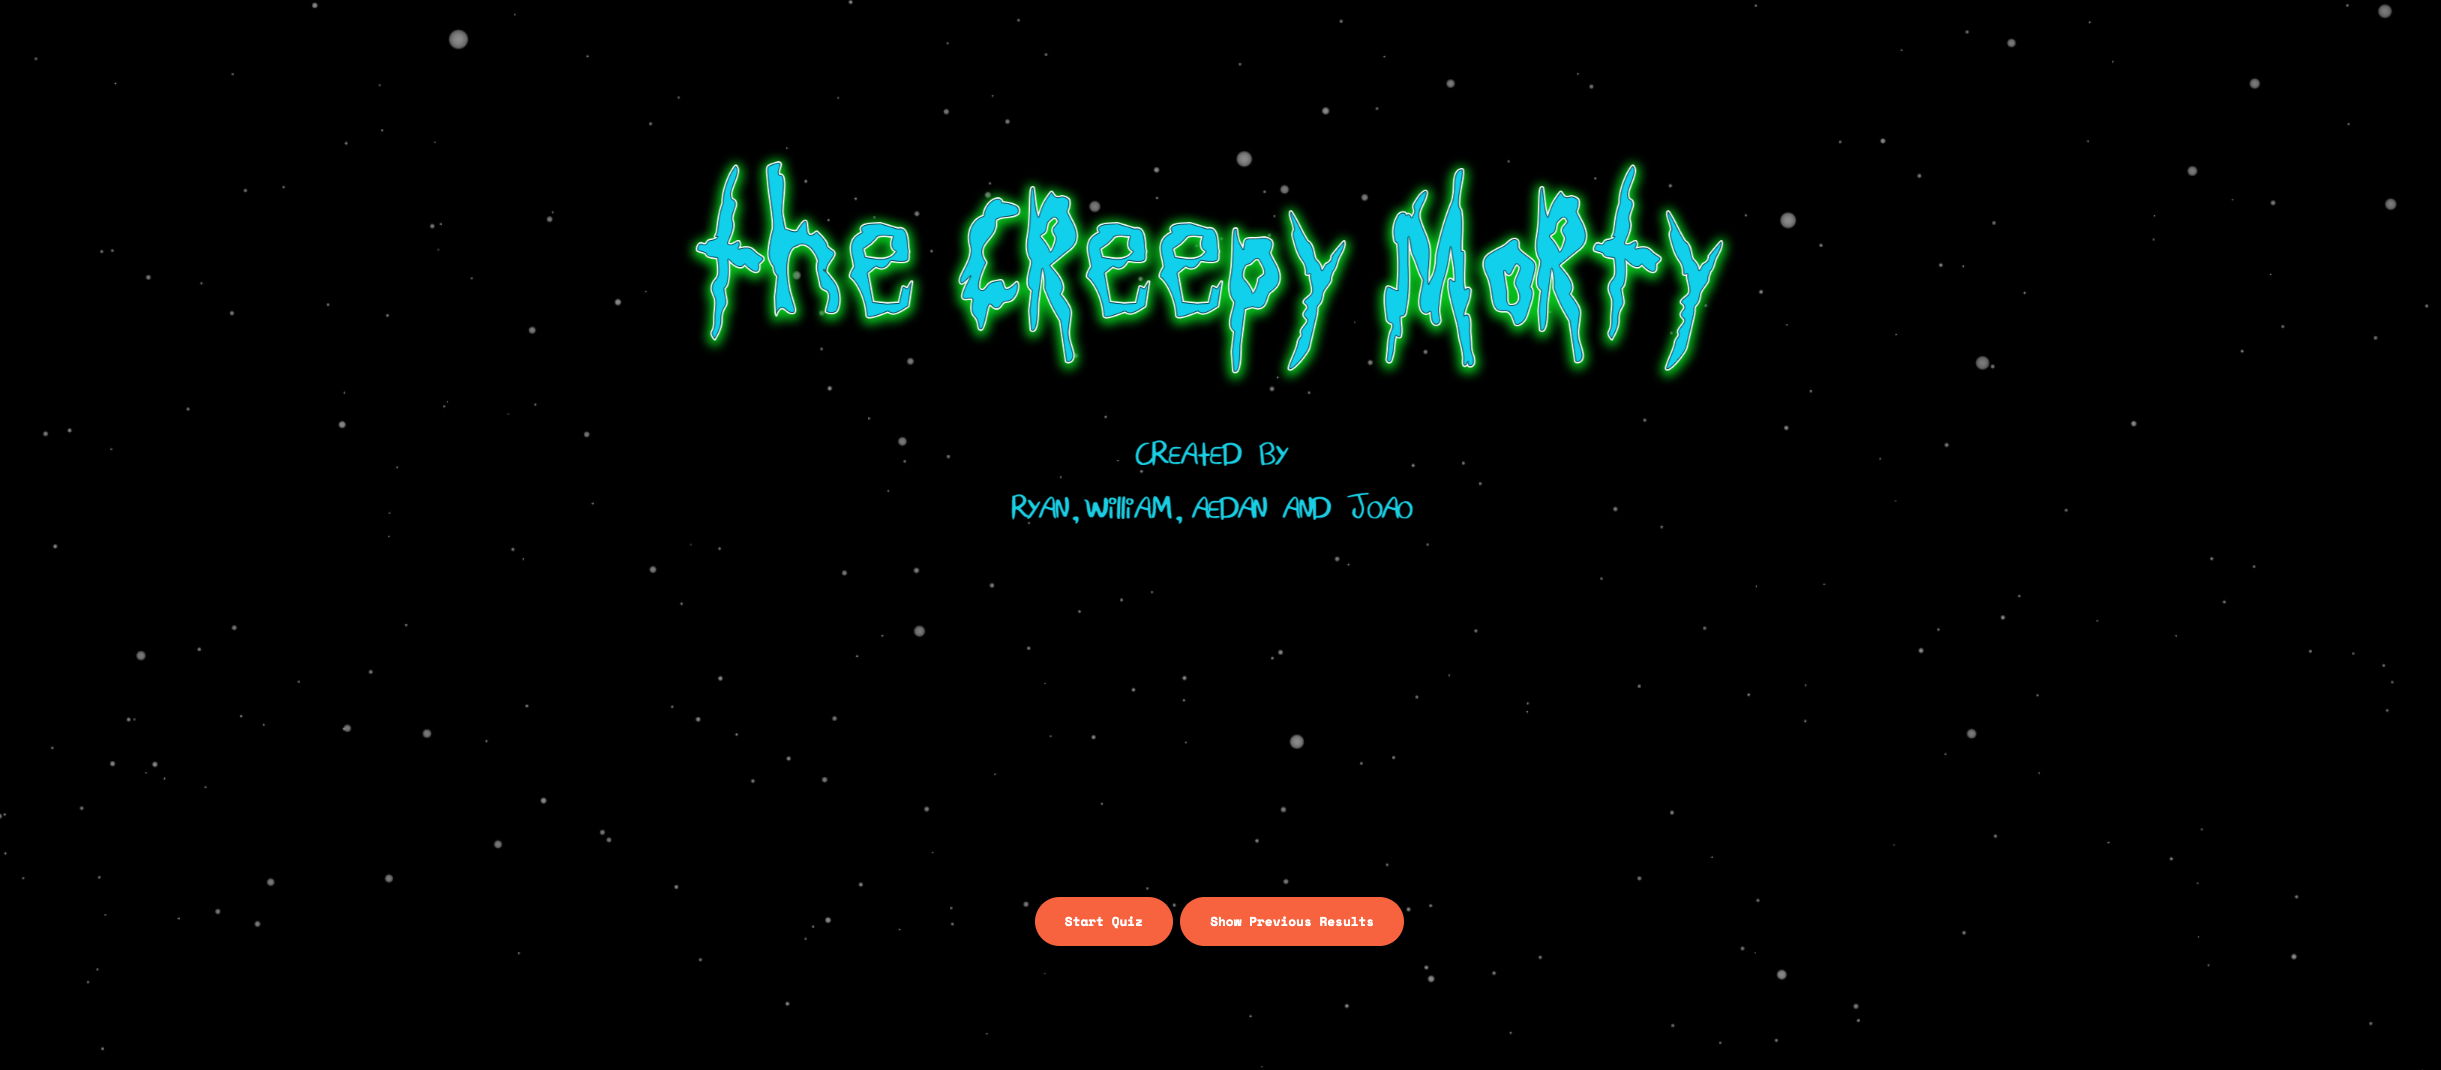 the CReepy MoRty
CREAtED BY
RYAN, WilliAM, AEDAN AND JOAO
Start Quiz
Show Previous Results